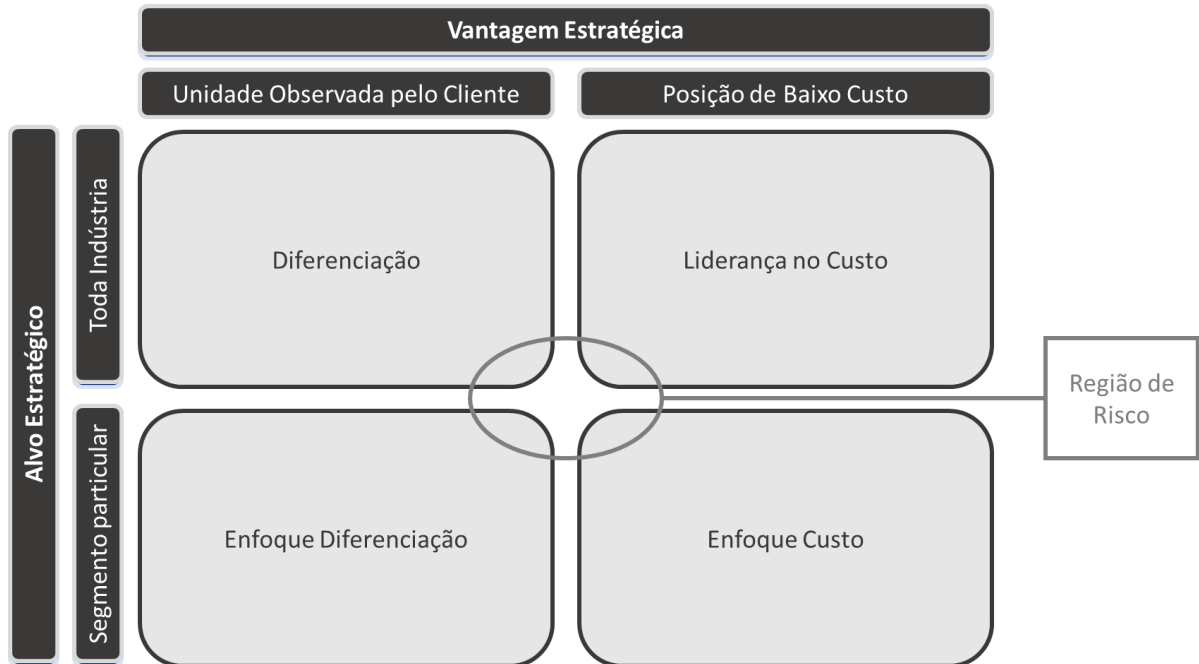 Vantagem Estratégica
Unidade Observada pelo Cliente
Posição de Baixo Custo
Alvo Estratégico
Toda Indústria
Diferenciação
Liderança no Custo
Região de
Risco
Segmento particular
Enfoque Diferenciação
Enfoque Custo